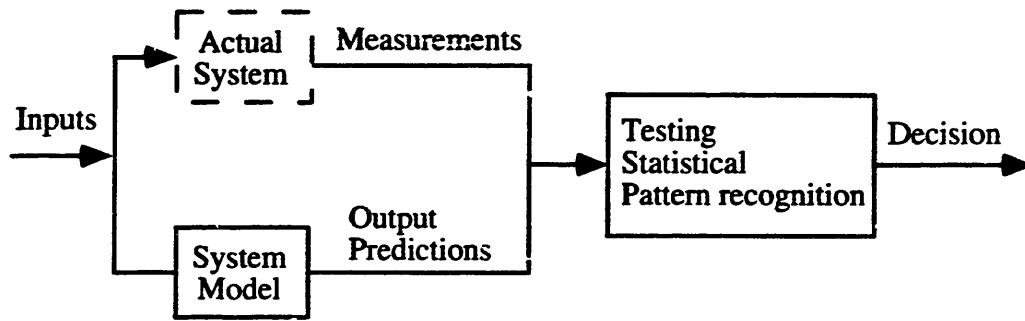 Actual
System
Measurements
Inputs
Testing
Statistical
Pattern recognition
Decision
Output
Predictions
System
Model